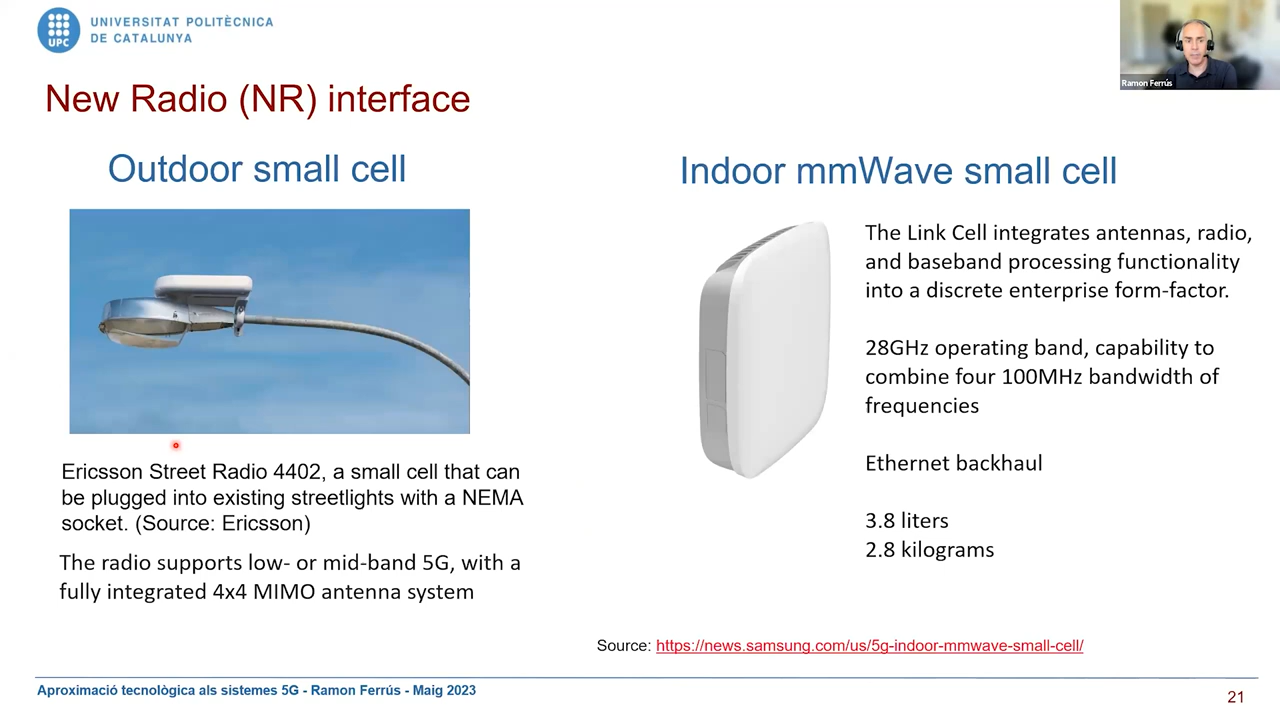 UNIVERSITAT POLITÈCNICA
DE CATALUNYA
UPC
Ramon Ferrús
New Radio (NR) interface
Outdoor small cell
Ericsson Street Radio 4402, a small cell that can
be plugged into existing streetlights with a NEMA
socket. (Source: Ericsson)
The radio supports low- or mid-band 5G, with a
fully integrated 4x4 MIMO antenna system
Indoor mmWave small cell
The Link Cell integrates antennas, radio,
and baseband processing functionality
into a discrete enterprise form-factor.
28GHz operating band, capability to
combine four 100MHz bandwidth of
frequencies
Ethernet backhaul
3.8 liters
2.8 kilograms
Source: https://news.samsung.com/us/5g-indoor-mmwave-small-cell/
Aproximació tecnològica als sistemes 5G - Ramon Ferrús - Maig 2023
21